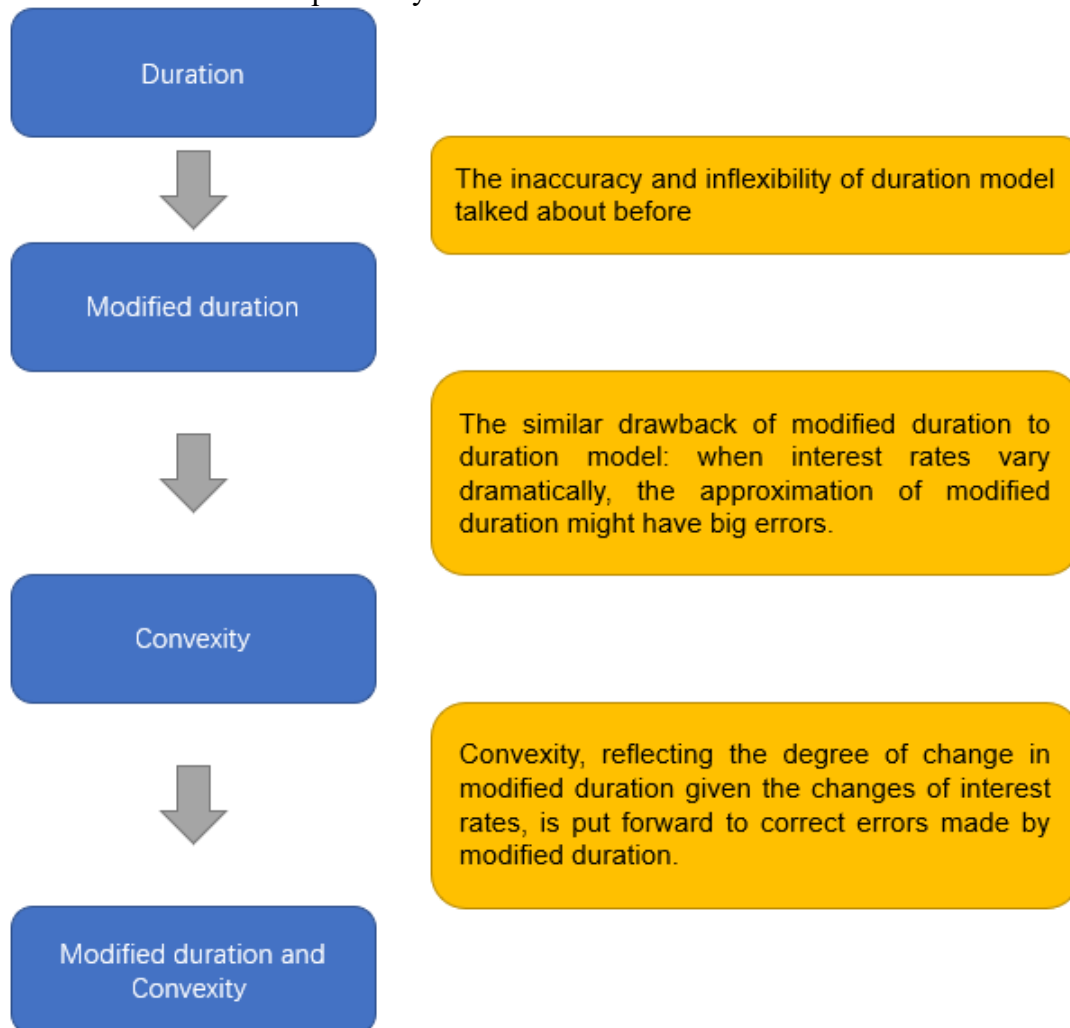 Duration
The inaccuracy and inflexibility of duration model
talked about before
Modified duration
The similar drawback of modified duration to
duration model: when interest rates vary
dramatically, the approximation of modified
duration might have big errors.
Convexity
Convexity, reflecting the degree of change in
modified duration given the changes of interest
rates, is put forward to correct errors made by
modified duration.
Modified duration and
Convexity